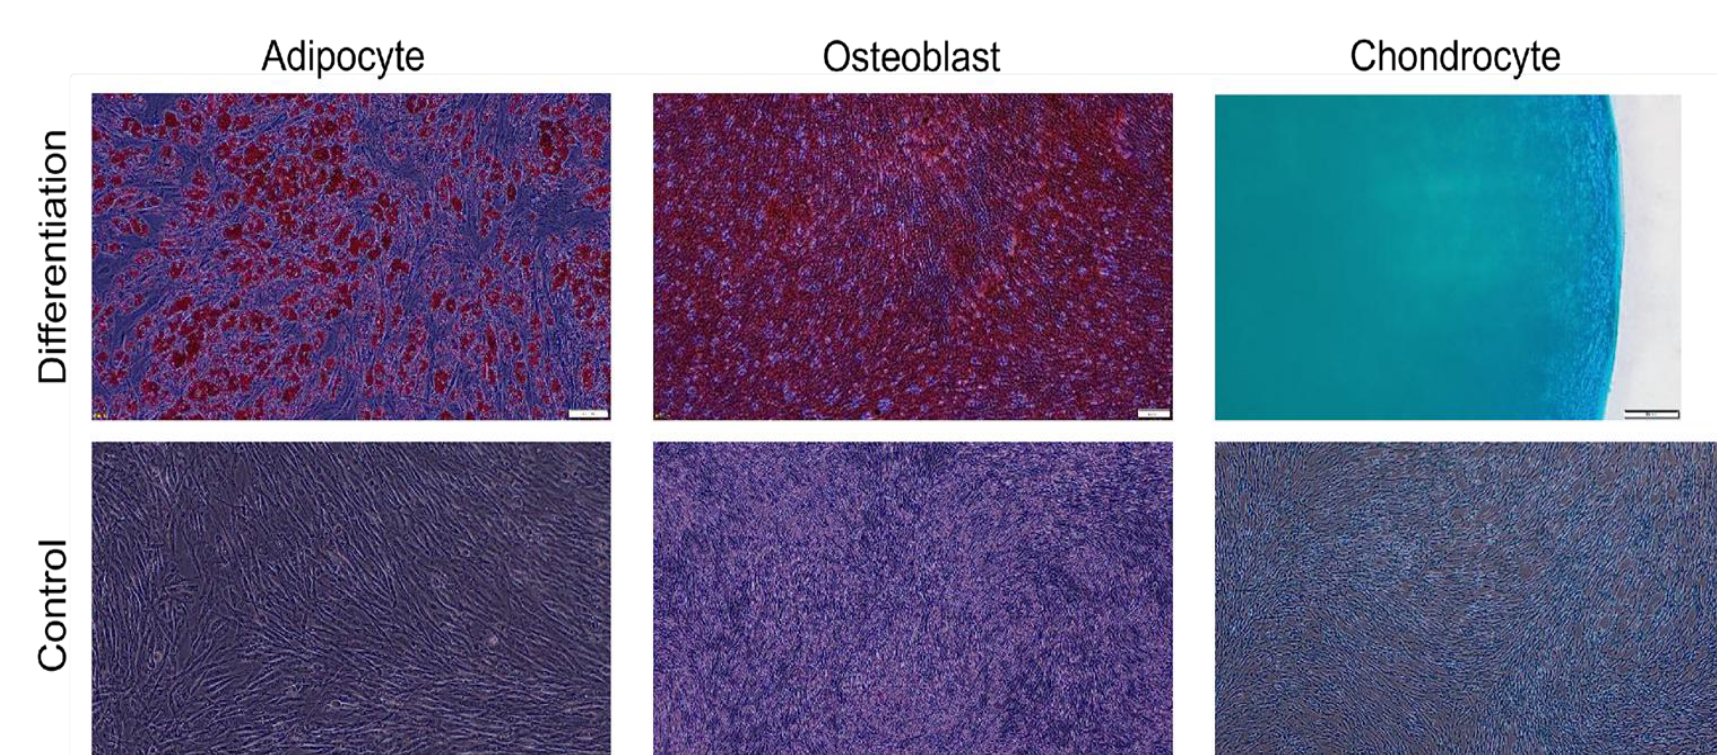 Adipocyte
Osteoblast
Chondrocyte
Differentiation
Control